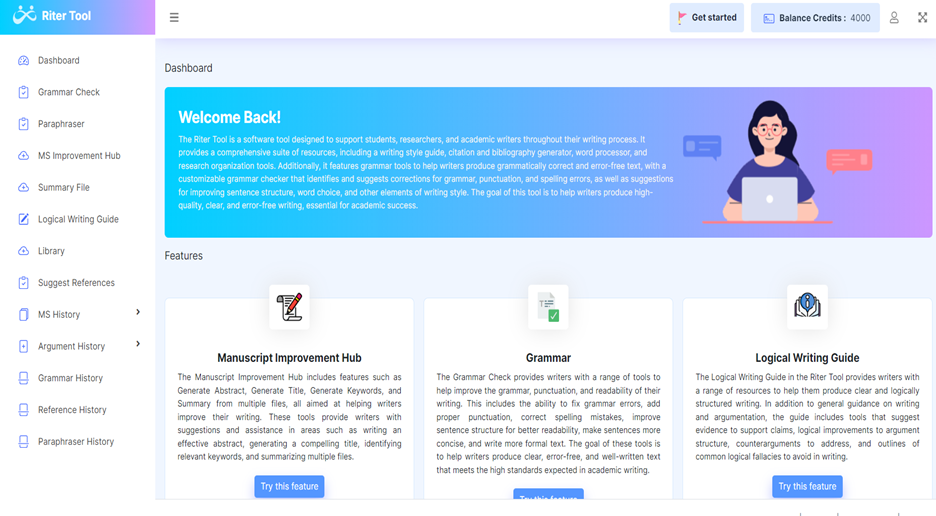 Riter Tool
Get started
Balance Credits : 4000
Dashboard
Grammar Check
Paraphraser
MS Improvement Hub
Summary File
Logical Writing Guide
Library
Suggest References
MS History
Argument History
Grammar History
Reference History
Paraphraser History
Dashboard
Welcome Back!
The Riter Tool is a software tool designed to support students, researchers, and academic writers throughout their writing process. It
provides a comprehensive suite of resources, including a writing style guide, citation and bibliography generator, word processor, and
research organization tools. Additionally, it features grammar tools to help writers produce grammatically correct and error-free text, with a
customizable grammar checker that identifies and suggests corrections for grammar, punctuation, and spelling errors, as well as suggestions
for improving sentence structure, word choice, and other elements of writing style. The goal of this tool is to help writers produce high-
quality, clear, and error-free writing, essential for academic success.
Features
Manuscript Improvement Hub
The Manuscript Improvement Hub includes features such as
Generate Abstract, Generate Title, Generate Keywords, and
Summary from multiple files, all aimed at helping writers
improve their writing. These tools provide writers with
suggestions and assistance in areas such as writing an
effective abstract, generating a compelling title, identifying
relevant keywords, and summarizing multiple files.
Try this feature
Grammar
The Grammar Check provides writers with a range of tools to
help improve the grammar, punctuation, and readability of their
writing. This includes the ability to fix grammar errors, add
proper punctuation, correct spelling mistakes, improve
sentence structure for better readability, make sentences more
concise, and write more formal text. The goal of these tools is
to help writers produce clear, error-free, and well-written text
that meets the high standards expected in academic writing.
Try this feature
Logical Writing Guide
The Logical Writing Guide in the Riter Tool provides writers with
a range of resources to help them produce clear and logically
structured writing. In addition to general guidance on writing
and argumentation, the guide includes tools that suggest
evidence to support claims, logical improvements to argument
structure, counterarguments to address, and outlines of
common logical fallacies to avoid in writing.
Try this feature